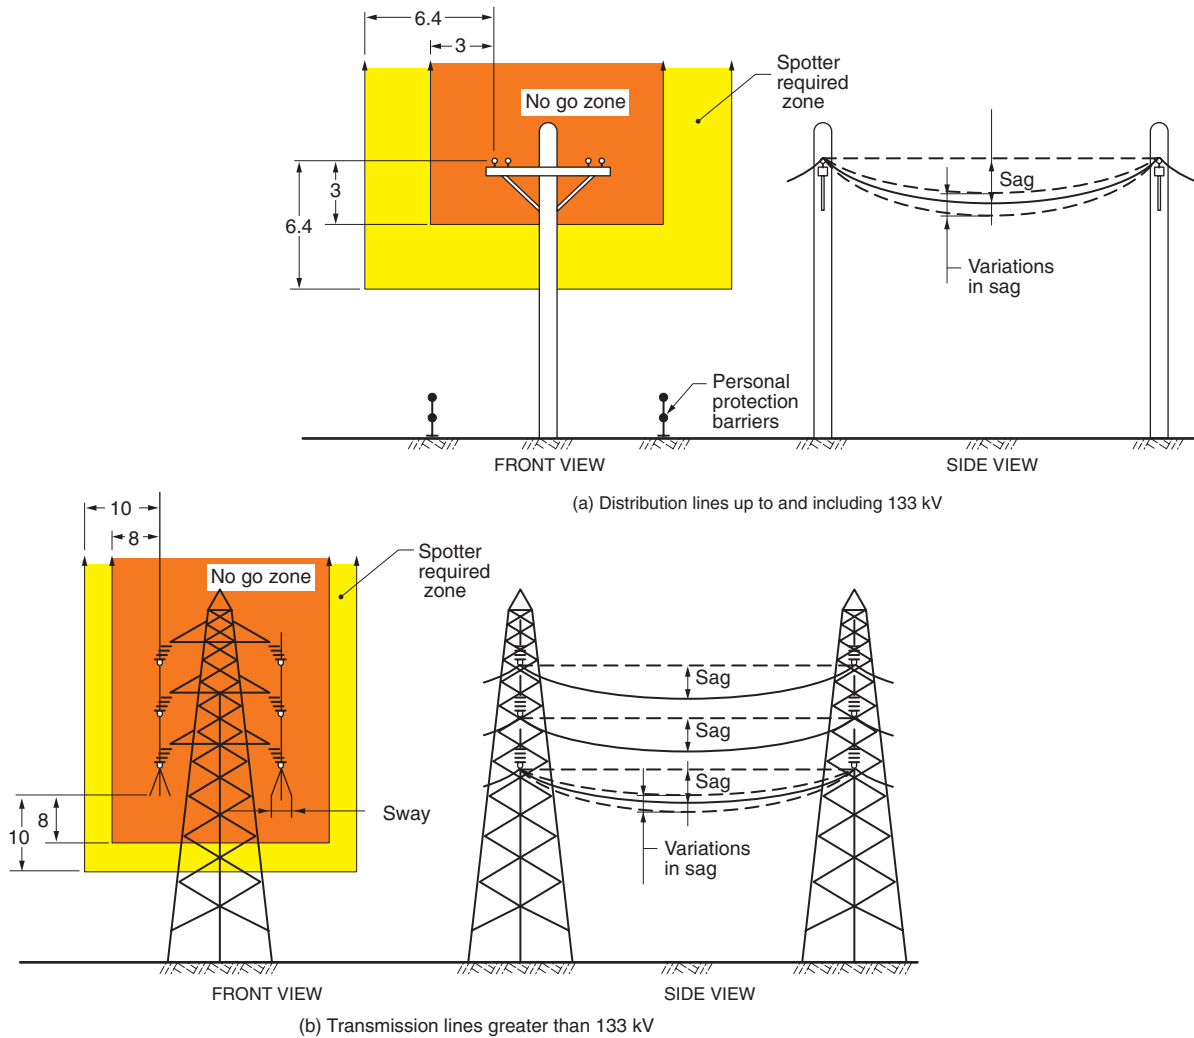 6.4
3
No go zone
Spotter
required
zone
3
6.4
Sag
Variations
in sag
Personal
protection
barriers
FRONT VIEW
SIDE VIEW
(a) Distribution lines up to and including 133 kV
10
8
No go zone
Spotter
required
zone
Sag
Sag
Sag
8
10
Sway
Variations
in sag
FRONT VIEW
SIDE VIEW
(b) Transmission lines greater than 133 kV